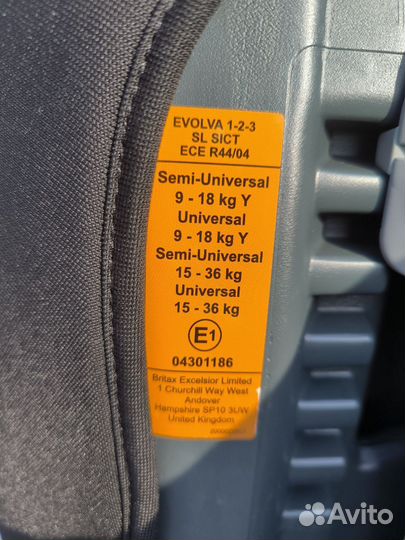 EVOLVA 1-2-3
SL SICT
ECE R44/04
Semi-Universal
9 - 18 kg Y
Universal
9 - 18 kg Y
Semi-Universal
15 - 36 kg
Universal
15 - 36 kg
E1
04301186
Britax Excelsior Limited
1 Churchill Way West
Andover
Hampshire SP10 3UW
United Kingdom
Avito